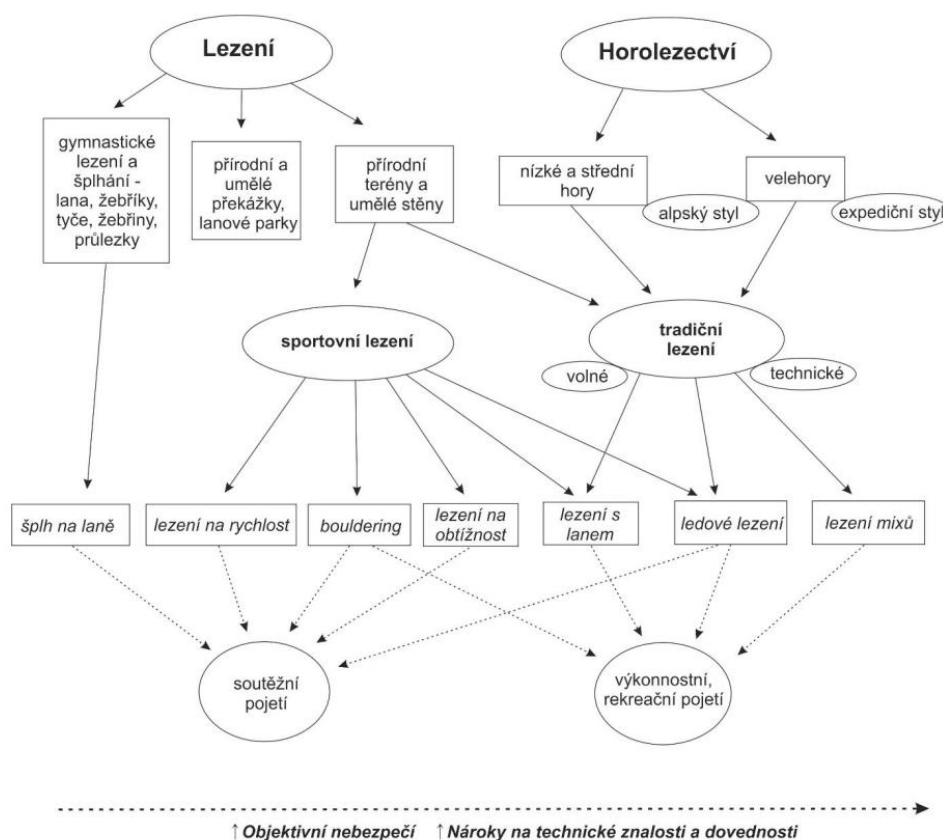 Lezení
Horolezectví
gymnastické
lezení a
šplhání -
lana, žebříky,
tyče, žebřiny,
průlezky
přírodní a
umělé
překážky,
lanové parky
přírodní
terény a
umělé stěny
nízké a střední
hory
alpský styl
velehory
expediční styl
sportovní lezení
tradiční
lezení
volné
technické
šplh na laně
lezení na rychlost
bouldering
lezení na
obtížnost
lezení s
lanem
ledové lezení
lezení mixů
soutěžní
pojetí
výkonnostní,
rekreační pojetí
↑ Objektivní nebezpečí ↑ Nároky na technické znalosti a dovednosti